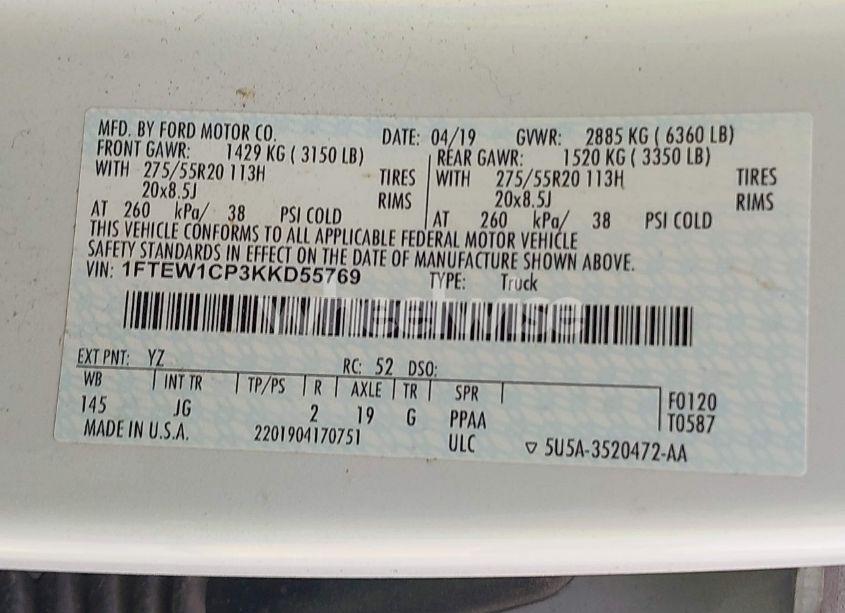 MFD. BY FORD MOTOR CO. DATE: 04/19 GVWR: 2885 KG ( 6360 LB)
FRONT GAWR: 1429 KG ( 3150 LB) REAR GAWR: 1520 KG ( 3350 LB)
WITH 275/55R20 113H TIRES WITH 275/55R20 113H TIRES
20x8.5J RIMS 20x8.5J RIMS
AT 260 kPa/ 38 PSI COLD AT 260 kPa/ 38 PSI COLD
THIS VEHICLE CONFORMS TO ALL APPLICABLE FEDERAL MOTOR VEHICLE
SAFETY STANDARDS IN EFFECT ON THE DATE OF MANUFACTURE SHOWN ABOVE.
VIN: 1FTEW1CP3KKD55769 TYPE: Truck
EXT PNT: YZ RC: 52 DSO:
WB INT TR TP/PS R AXLE TR SPR F0120
145 JG 2 19 G PPAA T0587
MADE IN U.S.A. 2201904170751 ULC ▽ 5U5A-3520472-AA